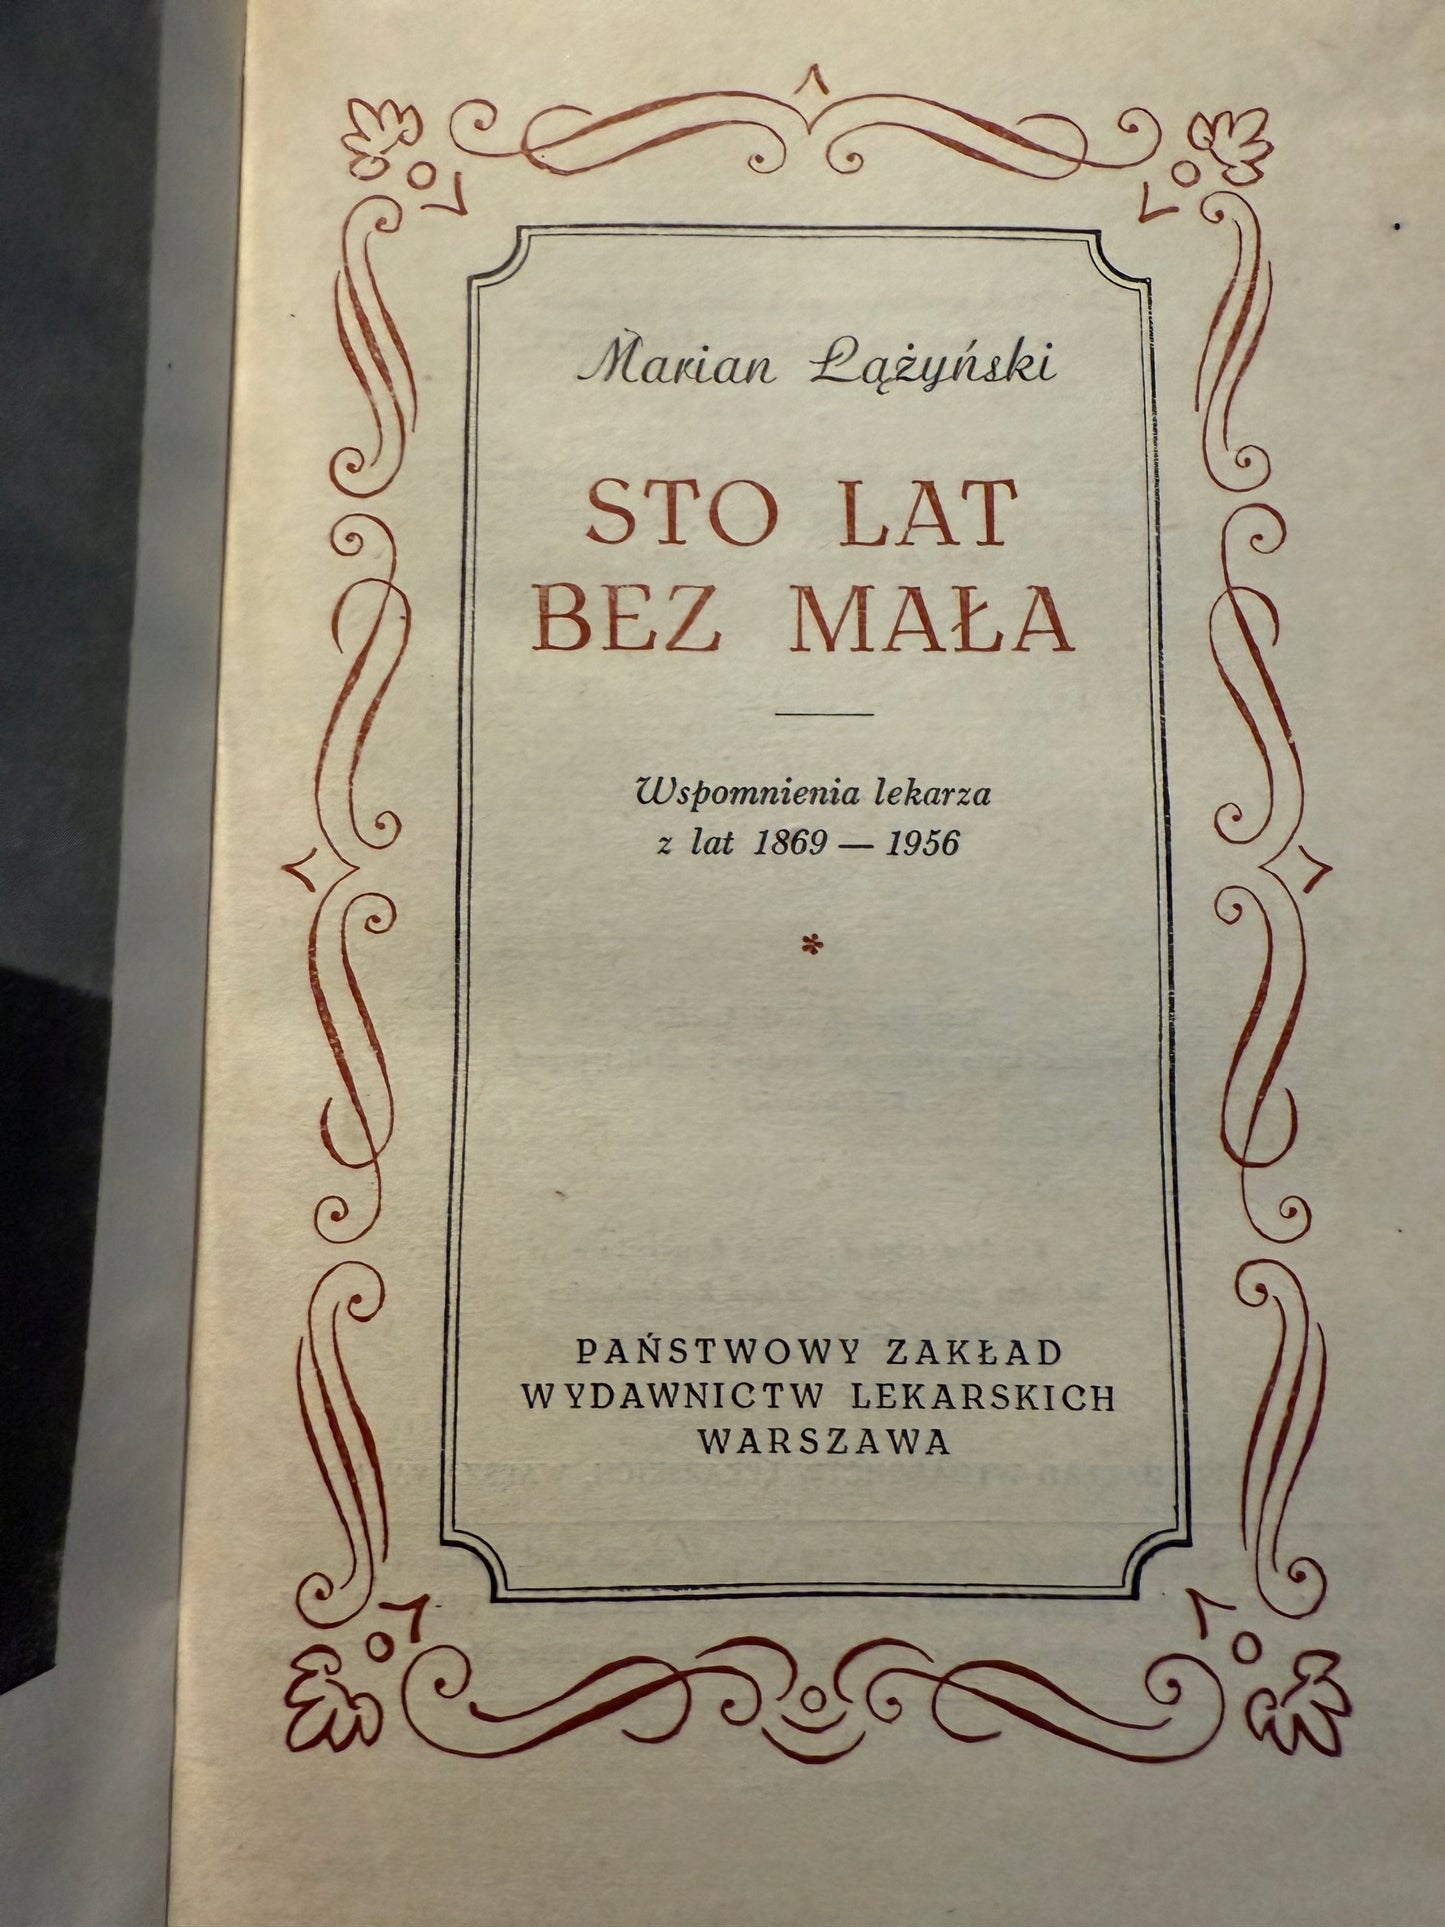 Marian Łążyński
STO LAT
BEZ MAŁA
Wspomnienia lekarza
z lat 1869 — 1956
*
PAŃSTWOWY ZAKŁAD
WYDAWNICTW LEKARSKICH
WARSZAWA